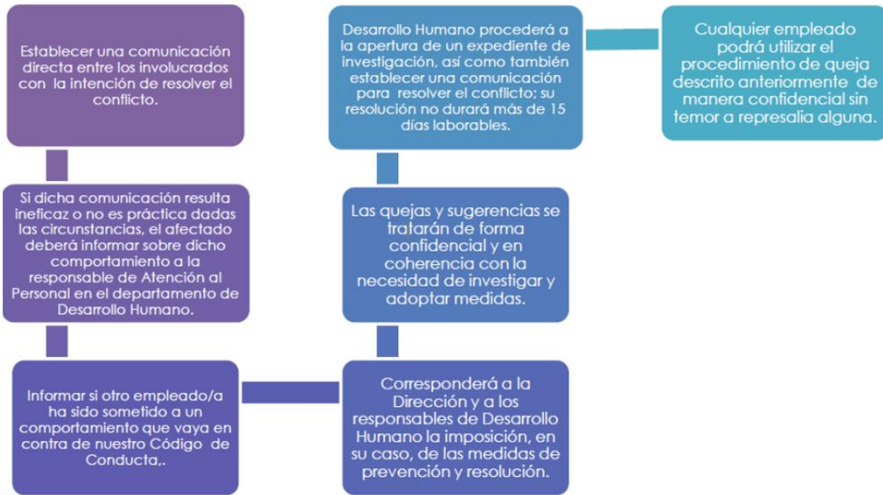 Establecer una comunicación
directa entre los involucrados
con la intención de resolver el
conflicto.
Si dicha comunicación resulta
ineficaz o no es práctica dadas
las circunstancias, el afectado
deberá informar sobre dicho
comportamiento a la
responsable de Atención al
Personal en el departamento de
Desarrollo Humano.
Informar si otro empleado/a
ha sido sometido a un
comportamiento que vaya en
contra de nuestro Código de
Conducta,.
Corresponderá a la
Dirección y a los
responsables de Desarrollo
Humano la imposición, en
su caso, de las medidas de
prevención y resolución.
Las quejas y sugerencias se
tratarán de forma
confidencial y en
coherencia con la
necesidad de investigar y
adoptar medidas.
Desarrollo Humano procederá a
la apertura de un expediente de
investigación, así como también
establecer una comunicación
para resolver el conflicto; su
resolución no durará más de 15
días laborables.
Cualquier empleado
podrá utilizar el
procedimiento de queja
descrito anteriormente de
manera confidencial sin
temor a represalia alguna.